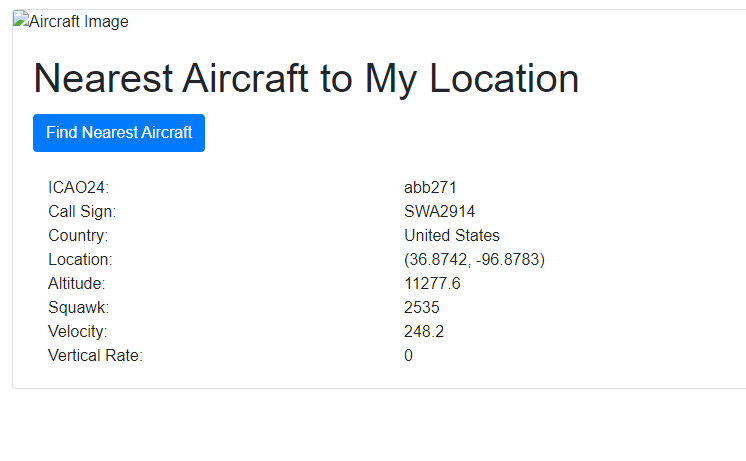 Aircraft Image
Nearest Aircraft to My Location
Find Nearest Aircraft
ICAO24: abb271
Call Sign: SWA2914
Country: United States
Location: (36.8742, -96.8783)
Altitude: 11277.6
Squawk: 2535
Velocity: 248.2
Vertical Rate: 0